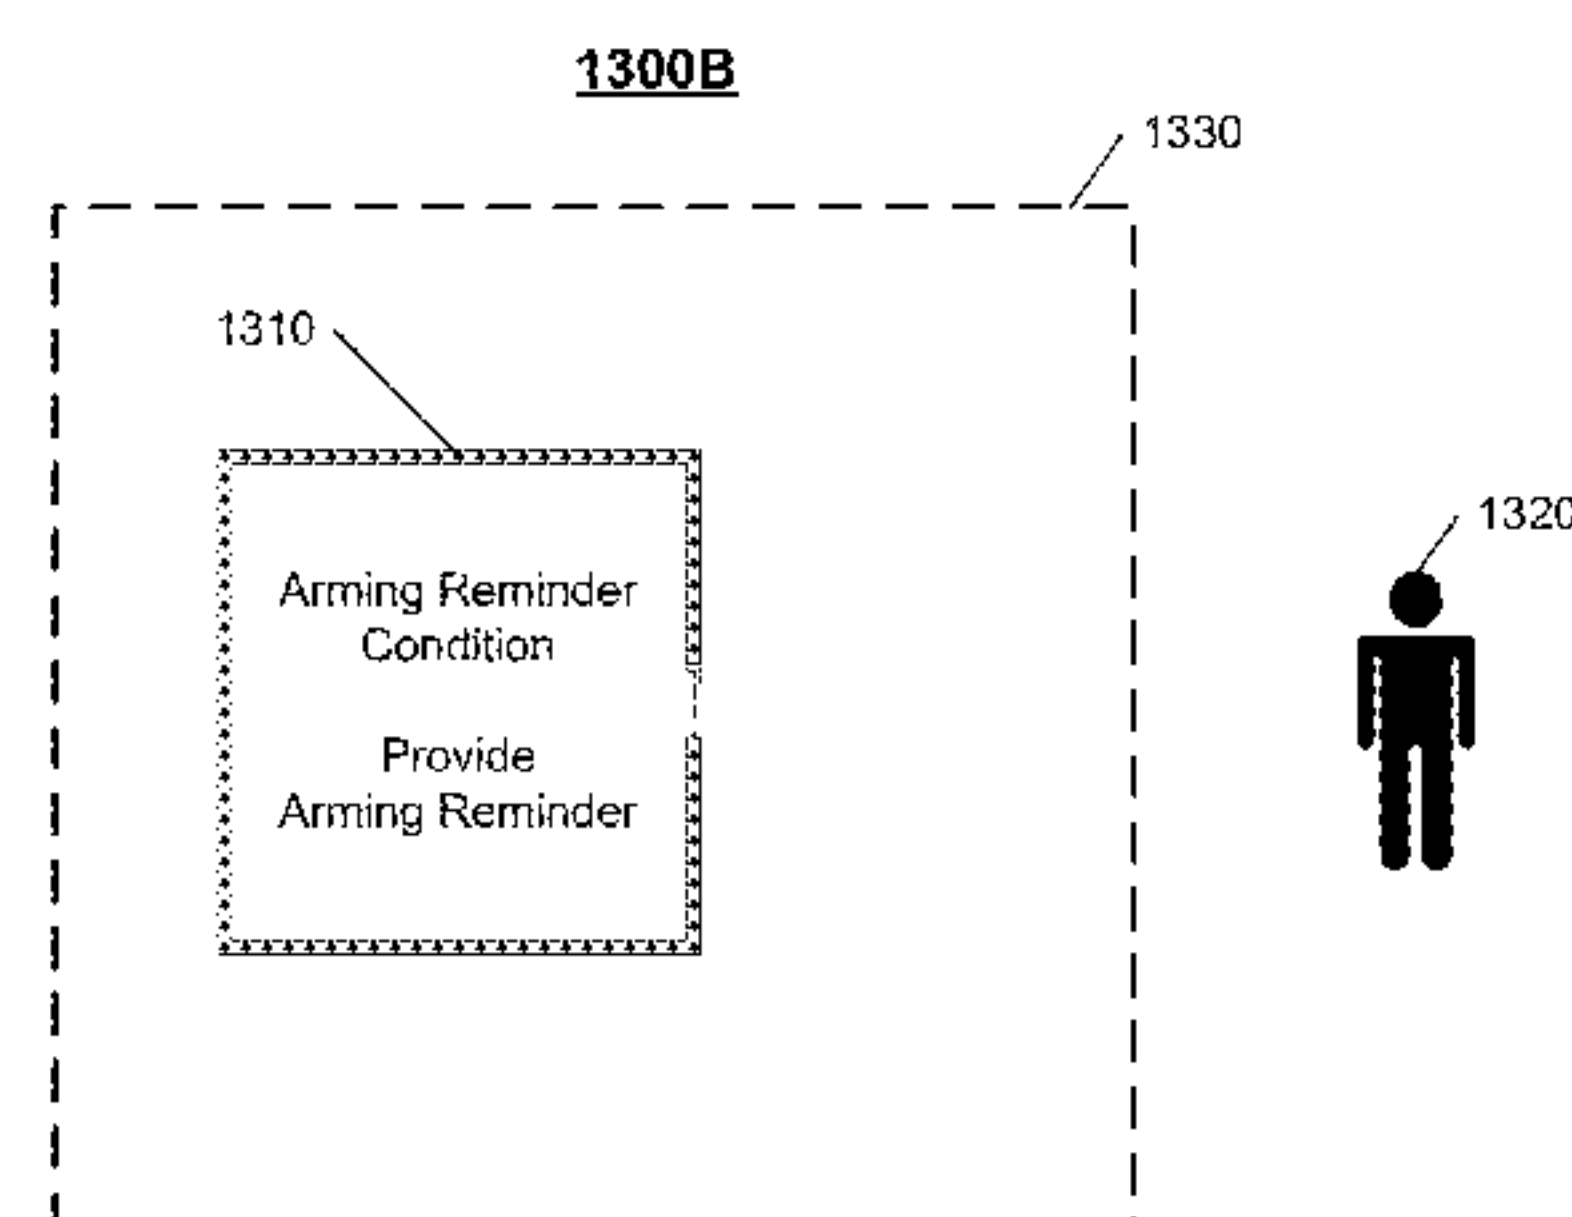 1300B
1330
1310
1320
Arming Reminder
Condition
Provide
Arming Reminder